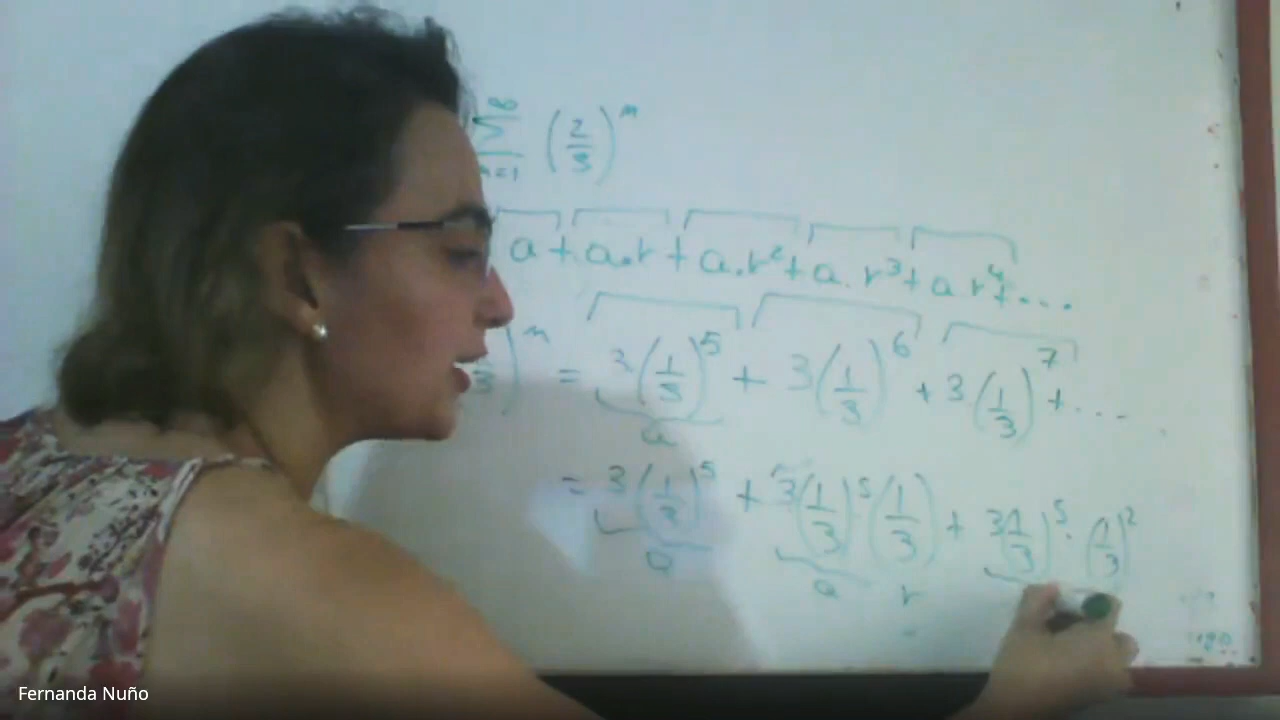 ∞
∑ (2/3)^n
n=1
a + a.r + a.r² + a.r³ + a r⁴ + ...
)^n = 3(1/3)^5 + 3(1/3)^6 + 3(1/3)^7 + ...
a
= 3(1/3)^5 + 3(1/3)^5 (1/3) + 3(1/3)^5 . (1/3)^2
a a r
Fernanda Nuño